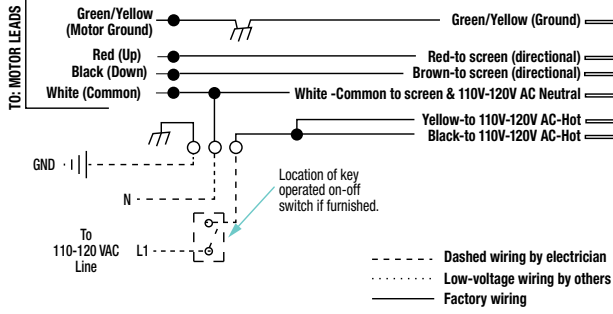 TO: MOTOR LEADS
Green/Yellow
(Motor Ground)
Green/Yellow (Ground)
Red (Up)
Red-to screen (directional)
Black (Down)
Brown-to screen (directional)
White (Common)
White -Common to screen & 110V-120V AC Neutral
Yellow-to 110V-120V AC-Hot
Black-to 110V-120V AC-Hot
GND
N
Location of key
operated on-off
switch if furnished.
To
110-120 VAC
Line
L1
Dashed wiring by electrician
Low-voltage wiring by others
Factory wiring